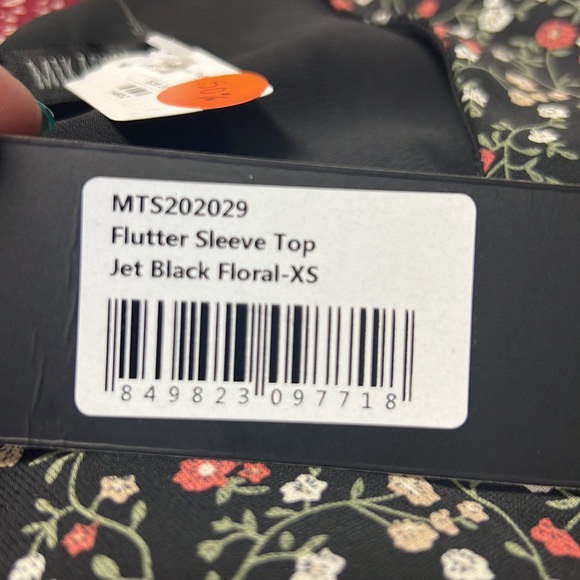 MTS202029
Flutter Sleeve Top
Jet Black Floral-XS
849823 097718